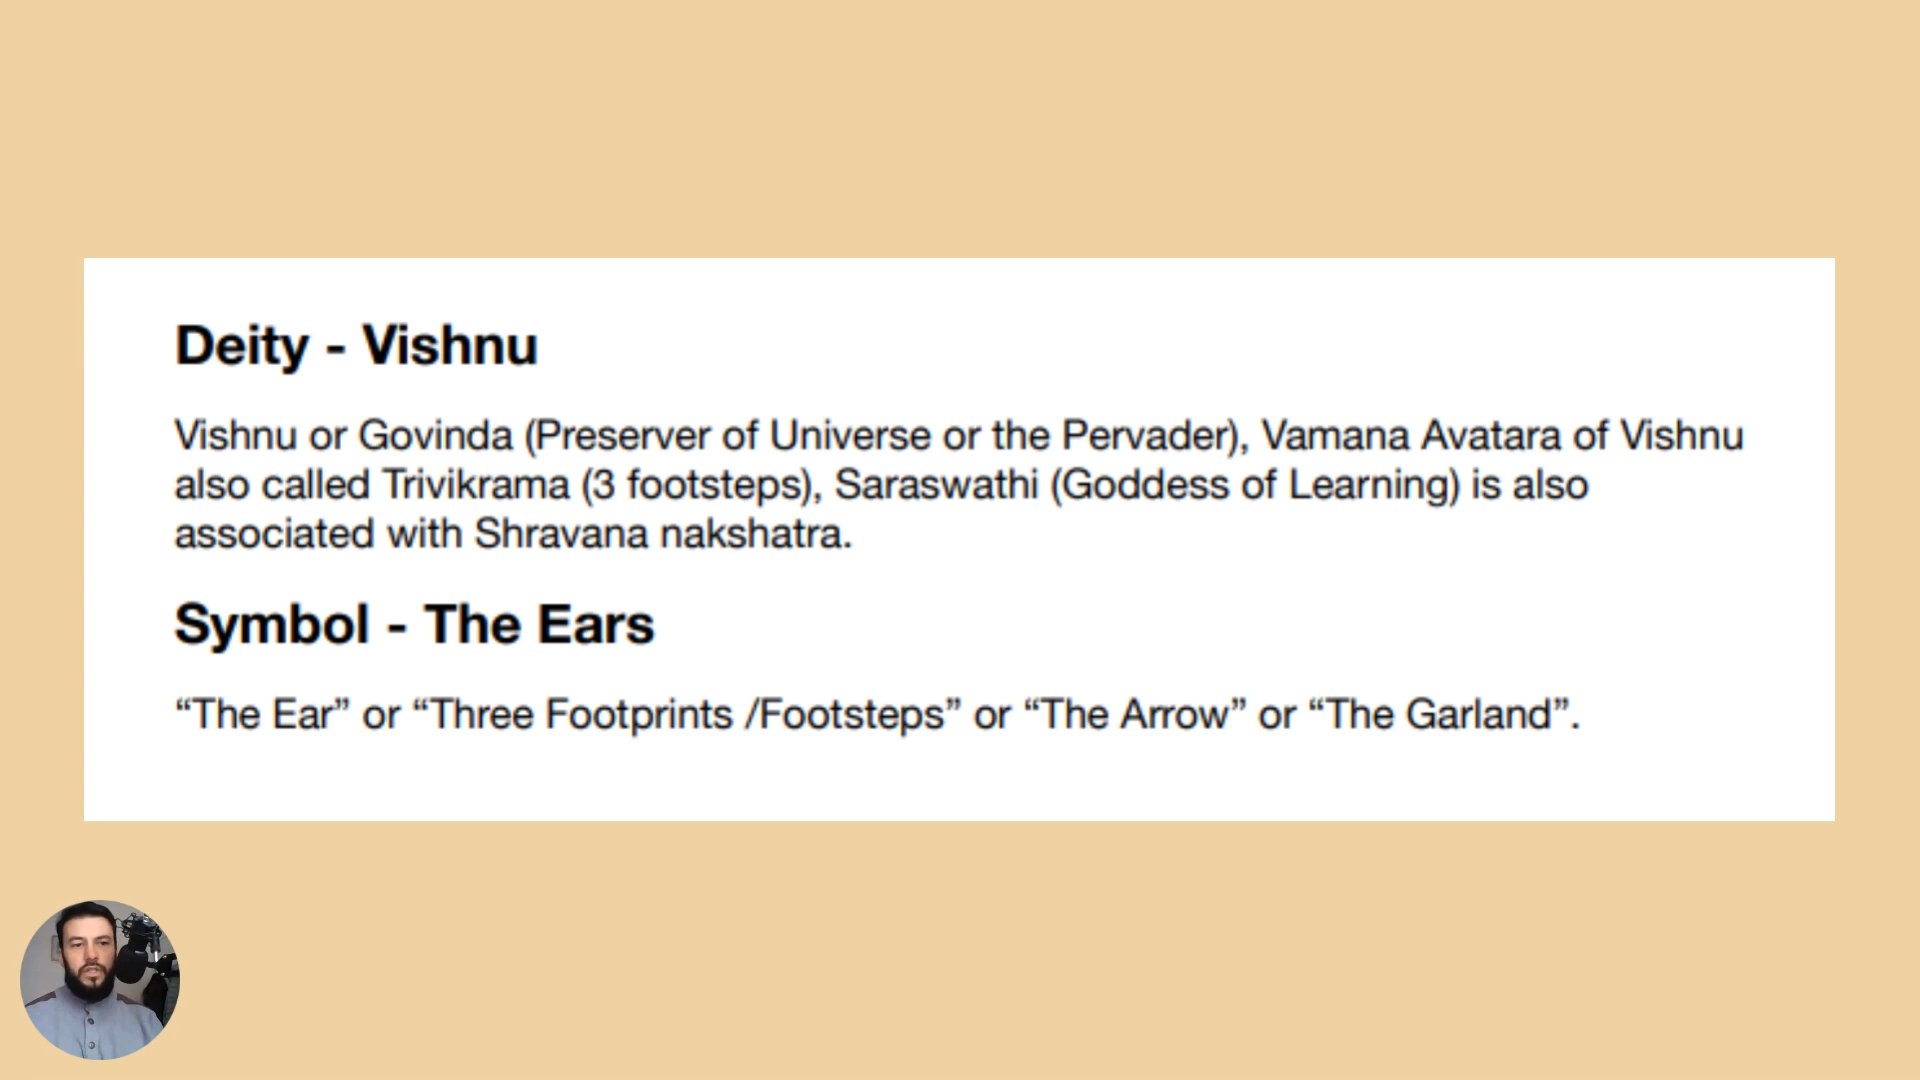 Deity - Vishnu
Vishnu or Govinda (Preserver of Universe or the Pervader), Vamana Avatara of Vishnu
also called Trivikrama (3 footsteps), Saraswathi (Goddess of Learning) is also
associated with Shravana nakshatra.
Symbol - The Ears
“The Ear” or “Three Footprints /Footsteps” or “The Arrow” or “The Garland”.